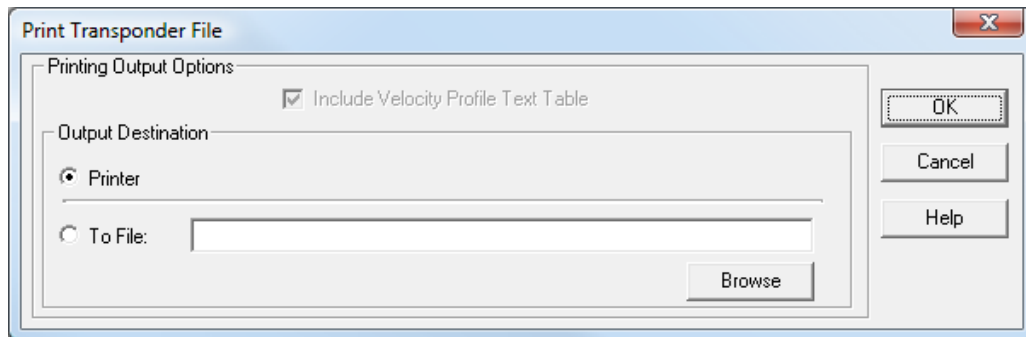 Print Transponder File
Printing Output Options
Include Velocity Profile Text Table
Output Destination
Printer
To File:
Browse
OK
Cancel
Help